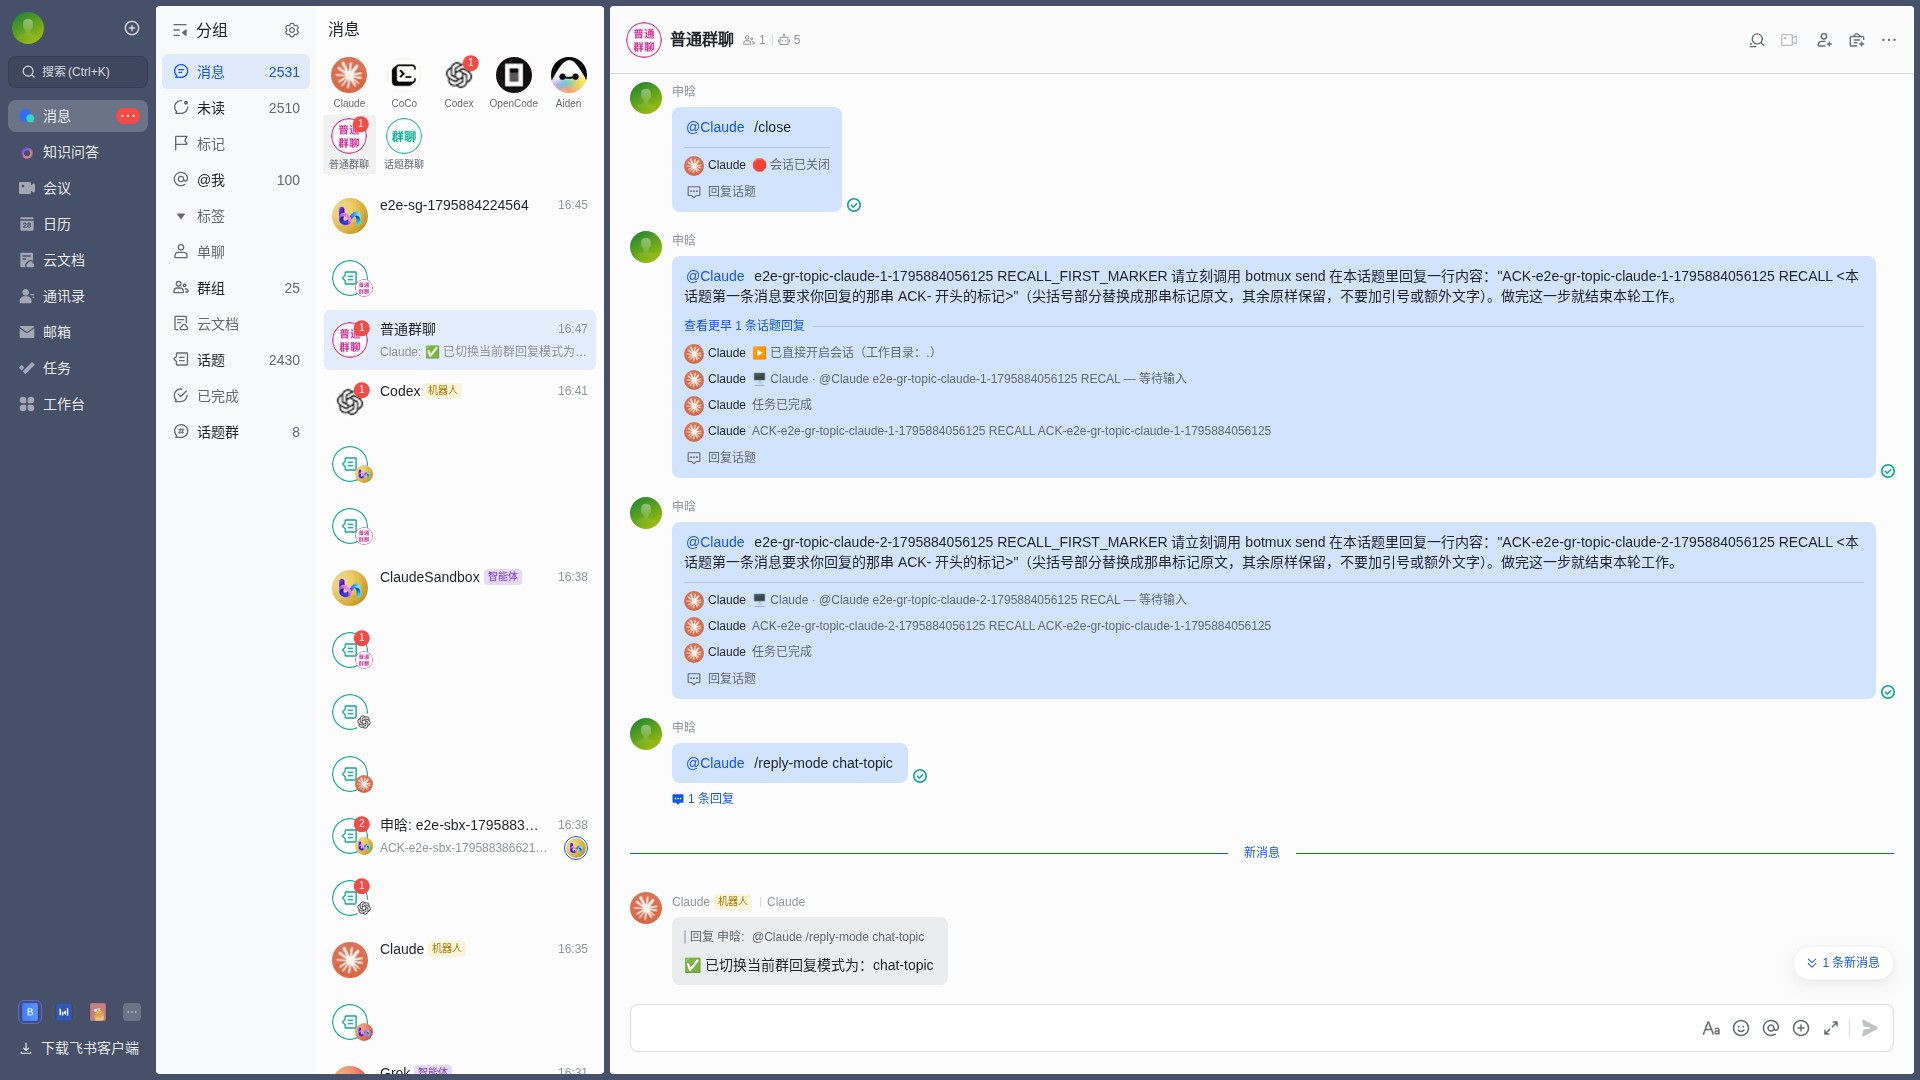 搜索 (Ctrl+K)
消息
知识问答
会议
日历
云文档
通讯录
邮箱
任务
工作台
B
下载飞书客户端
分组
消息 2531
未读 2510
标记
@我 100
标签
单聊
群组 25
云文档
话题 2430
已完成
话题群 8
消息
1
Claude CoCo Codex OpenCode Aiden
普通群聊 1
群聊
普通群聊 话题群聊
e2e-sg-1795884224564 16:45
普通群聊 16:47
Claude: ✅ 已切换当前群回复模式为…
1
Codex 机器人 16:41
1
ClaudeSandbox 智能体 16:38
1
申晗: e2e-sbx-1795883… 16:38
ACK-e2e-sbx-179588386621…
2
1
Claude 机器人 16:35
Grok 智能体 16:31
普通群聊
普通群聊 1 5
申晗
@Claude /close
Claude 会话已关闭
回复话题
申晗
@Claude e2e-gr-topic-claude-1-1795884056125 RECALL_FIRST_MARKER 请立刻调用 botmux send 在本话题里回复一行内容："ACK-e2e-gr-topic-claude-1-1795884056125 RECALL <本
话题第一条消息要求你回复的那串 ACK- 开头的标记>"（尖括号部分替换成那串标记原文，其余原样保留，不要加引号或额外文字）。做完这一步就结束本轮工作。
查看更早 1 条话题回复
Claude ▶️ 已直接开启会话（工作目录：.）
Claude 🖥️ Claude · @Claude e2e-gr-topic-claude-1-1795884056125 RECAL — 等待输入
Claude 任务已完成
Claude ACK-e2e-gr-topic-claude-1-1795884056125 RECALL ACK-e2e-gr-topic-claude-1-1795884056125
回复话题
申晗
@Claude e2e-gr-topic-claude-2-1795884056125 RECALL_FIRST_MARKER 请立刻调用 botmux send 在本话题里回复一行内容："ACK-e2e-gr-topic-claude-2-1795884056125 RECALL <本
话题第一条消息要求你回复的那串 ACK- 开头的标记>"（尖括号部分替换成那串标记原文，其余原样保留，不要加引号或额外文字）。做完这一步就结束本轮工作。
Claude 🖥️ Claude · @Claude e2e-gr-topic-claude-2-1795884056125 RECAL — 等待输入
Claude ACK-e2e-gr-topic-claude-2-1795884056125 RECALL ACK-e2e-gr-topic-claude-1-1795884056125
Claude 任务已完成
回复话题
申晗
@Claude /reply-mode chat-topic
1 条回复
新消息
Claude 机器人 Claude
回复 申晗：@Claude /reply-mode chat-topic
✅ 已切换当前群回复模式为：chat-topic
1 条新消息
Aa